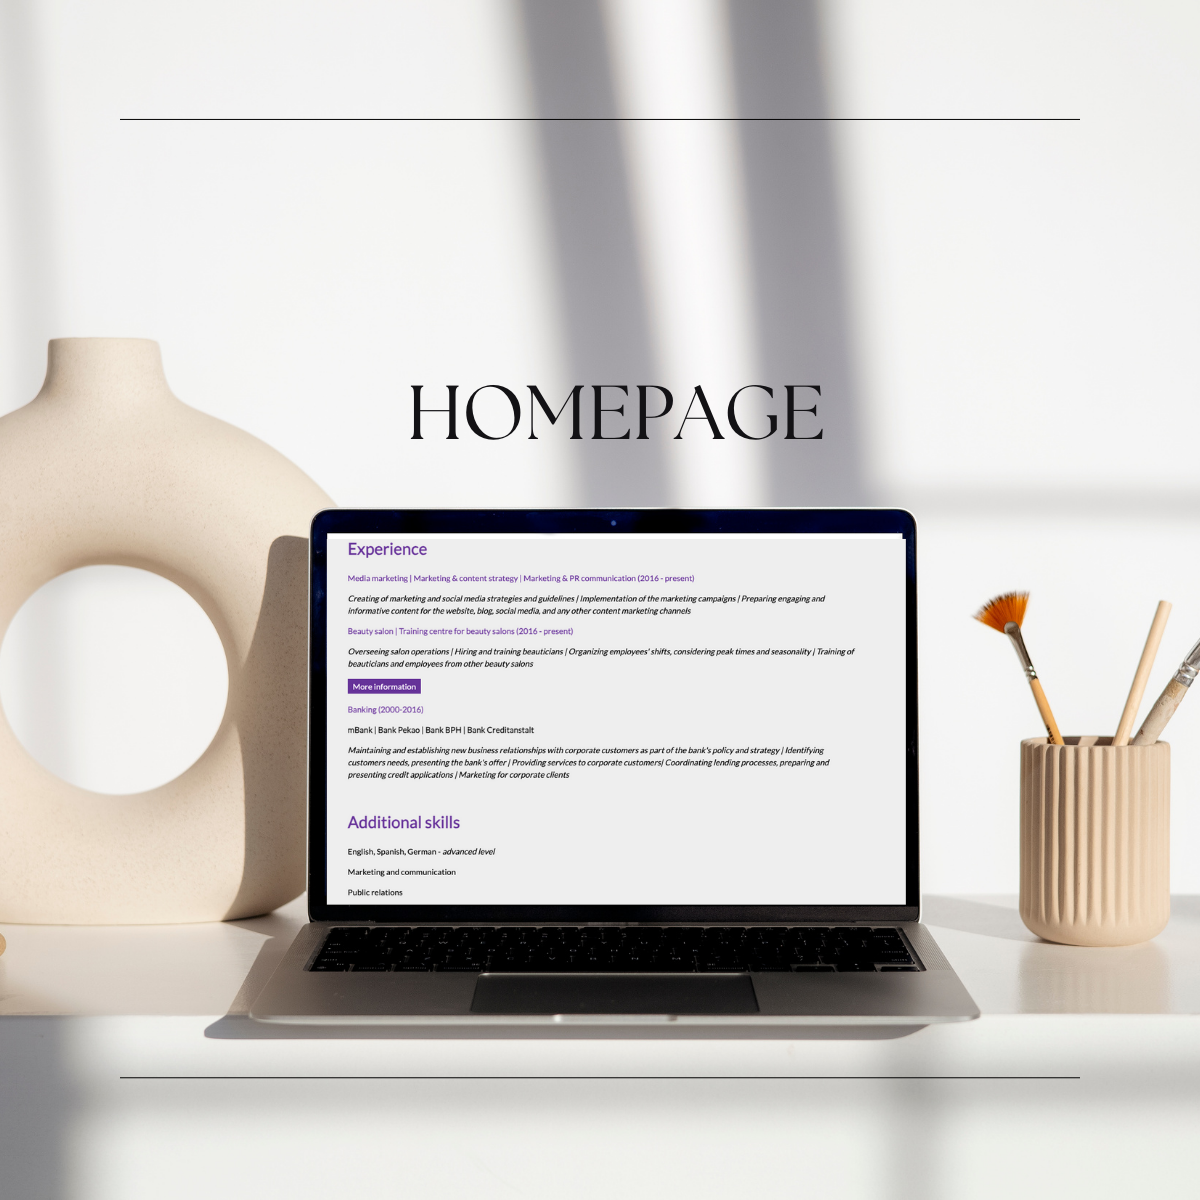 HOMEPAGE
Experience
Media marketing | Marketing & content strategy | Marketing & PR communication (2016 - present)
Creating of marketing and social media strategies and guidelines | Implementation of the marketing campaigns | Preparing engaging and
informative content for the website, blog, social media, and any other content marketing channels
Beauty salon | Training centre for beauty salons (2016 - present)
Overseeing salon operations | Hiring and training beauticians | Organizing employees' shifts, considering peak times and seasonality | Training of
beauticians and employees from other beauty salons
More information
Banking (2000-2016)
mBank | Bank Pekao | Bank BPH | Bank Creditanstalt
Maintaining and establishing new business relationships with corporate customers as part of the bank's policy and strategy | Identifying
customers needs, presenting the bank's offer | Providing services to corporate customers| Coordinating lending processes, preparing and
presenting credit applications | Marketing for corporate clients
Additional skills
English, Spanish, German - advanced level
Marketing and communication
Public relations